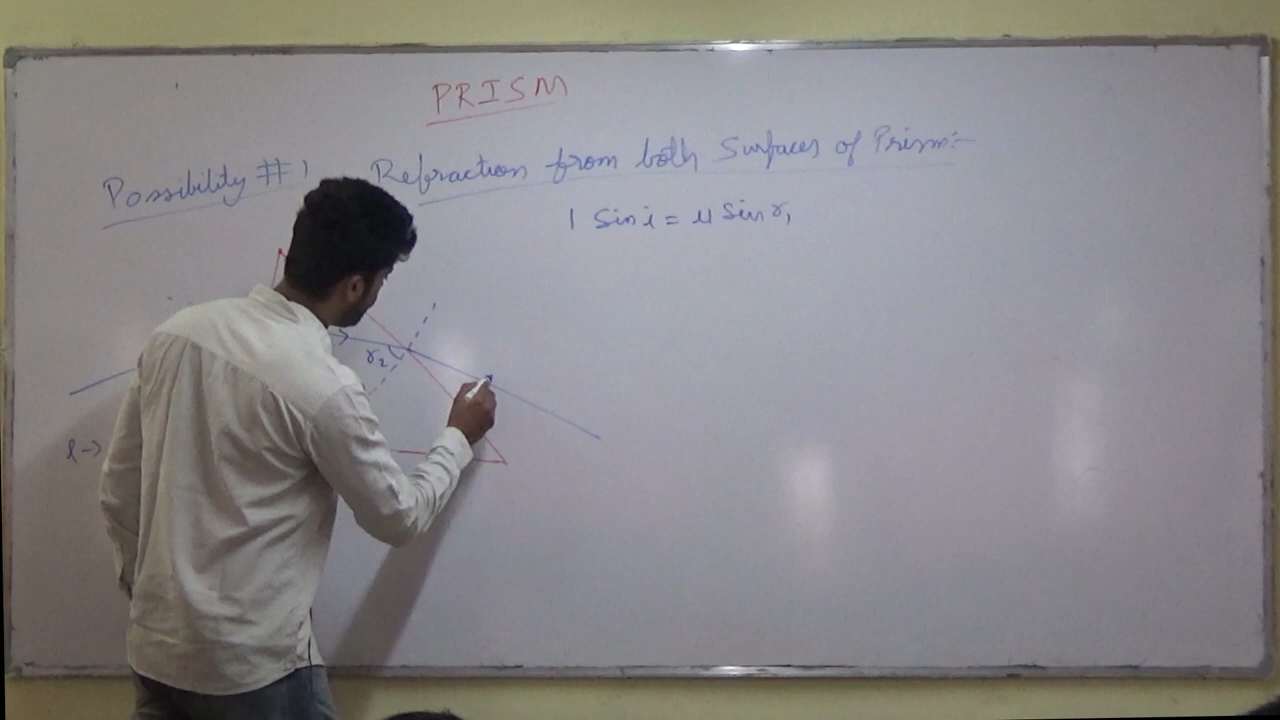 PRISM
Possibility #1 Refraction from both Surfaces of Prism:-
1 Sin i = μ Sin r₁
r₂